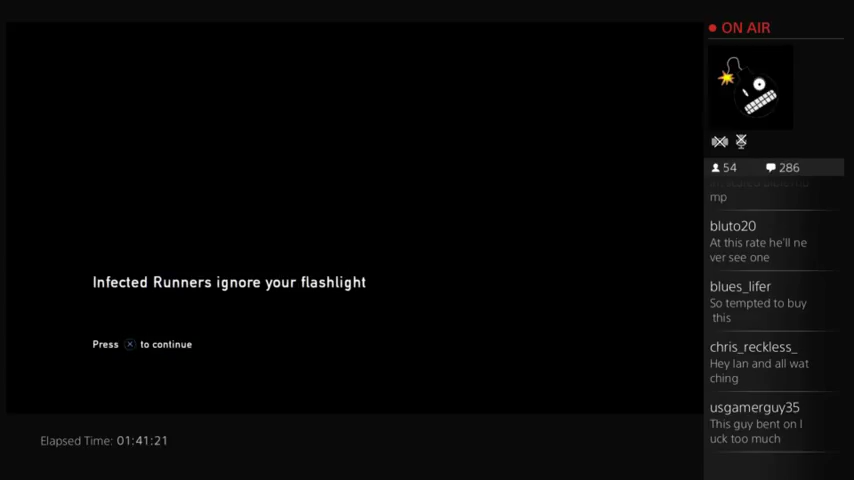 ON AIR
54 286
mp
bluto20
At this rate he'll ne
ver see one
blues_lifer
So tempted to buy
this
chris_reckless_
Hey Ian and all wat
ching
usgamerguy35
This guy bent on l
uck too much
Infected Runners ignore your flashlight
Press ⊗ to continue
Elapsed Time: 01:41:21